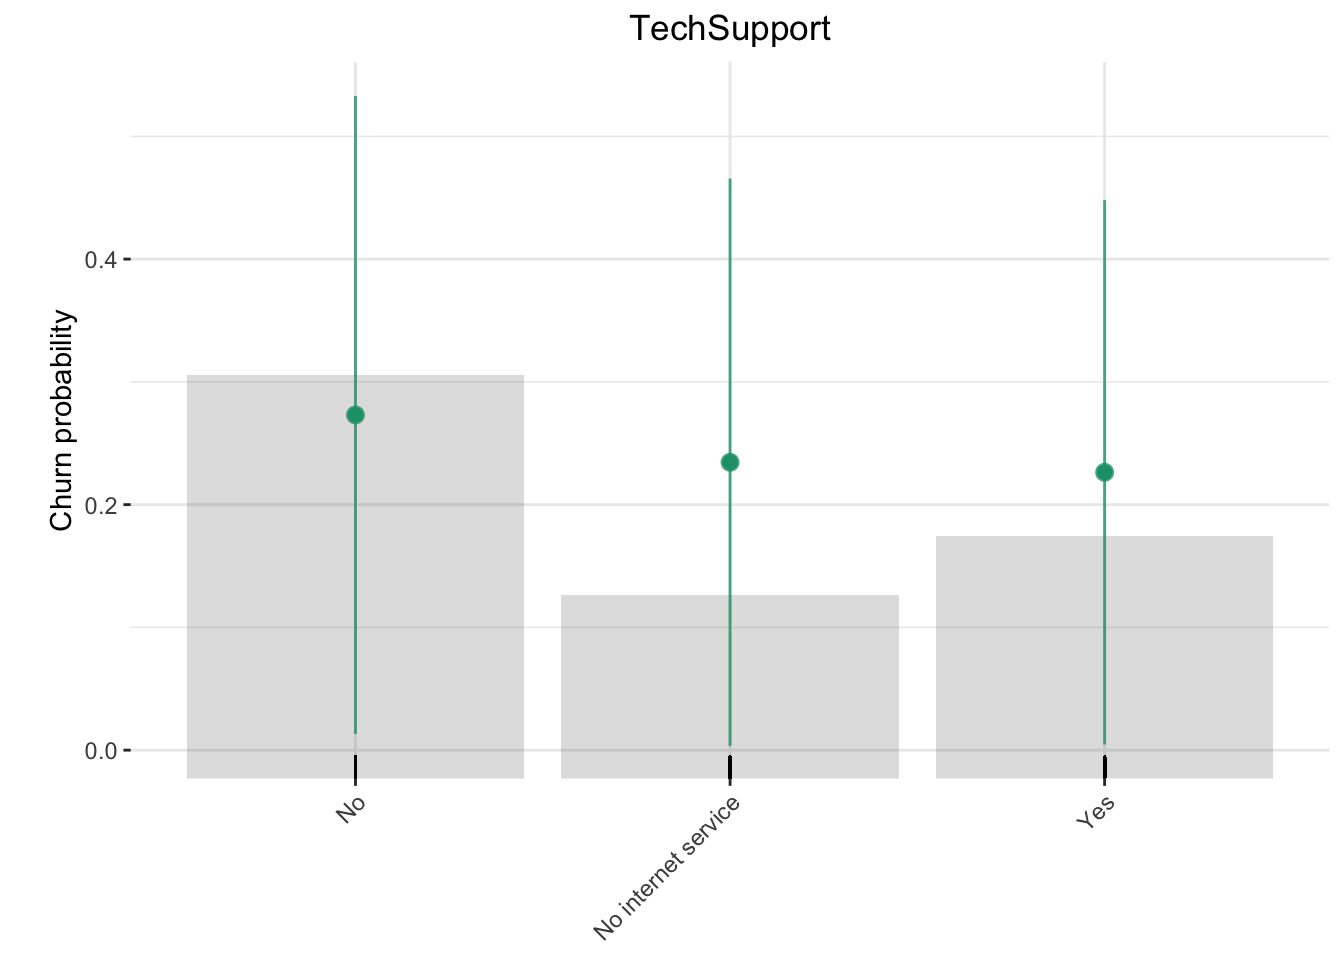 TechSupport
Churn probability
0.4
0.2
0.0
No
No internet service
Yes